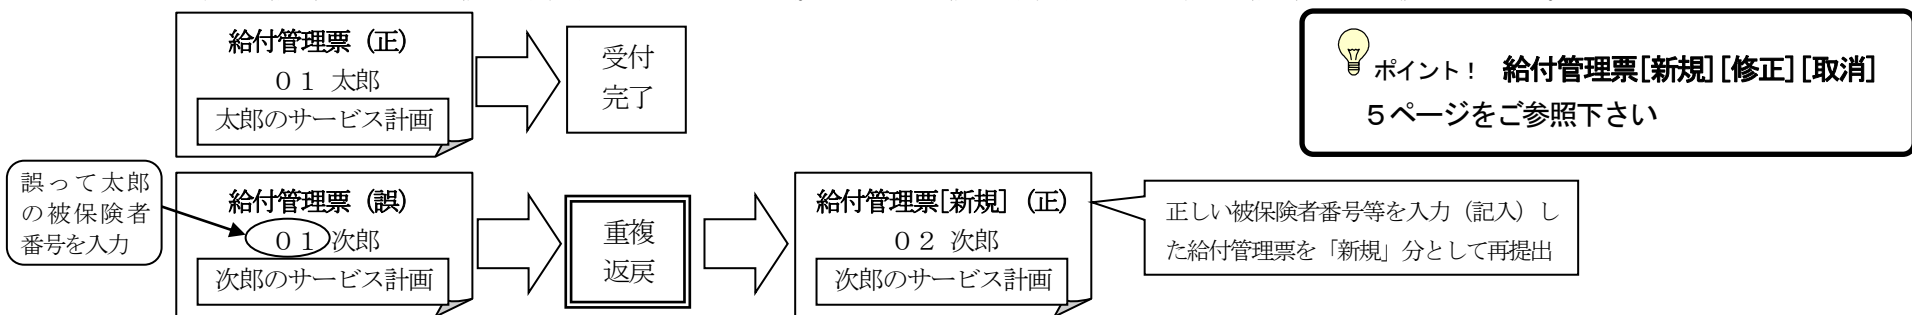 給付管理票（正）
０１ 太郎
太郎のサービス計画
受付
完了
ポイント！ 給付管理票[新規][修正][取消]
５ページをご参照下さい
誤って太郎
の被保険者
番号を入力
給付管理票（誤）
０１次郎
次郎のサービス計画
重複
返戻
給付管理票[新規]（正）
０２ 次郎
次郎のサービス計画
正しい被保険者番号等を入力（記入）し
た給付管理票を「新規」分として再提出